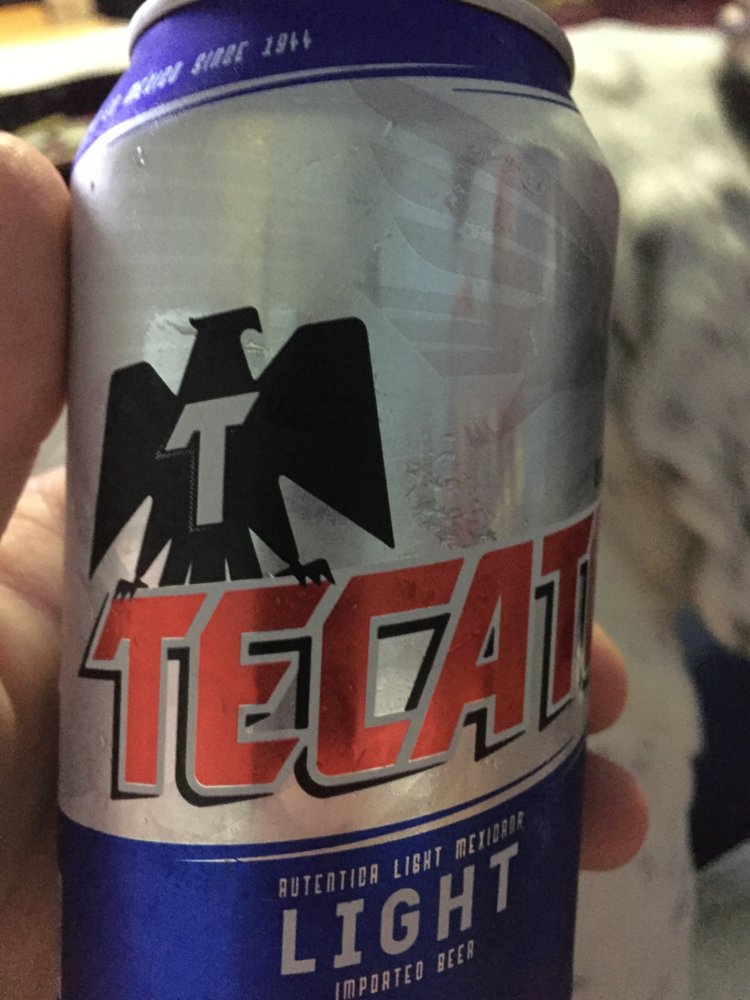 MEXICO SINCE 1944
T
TECAT
AUTENTICA LIGHT MEXICANA
LIGHT
IMPORTED BEER